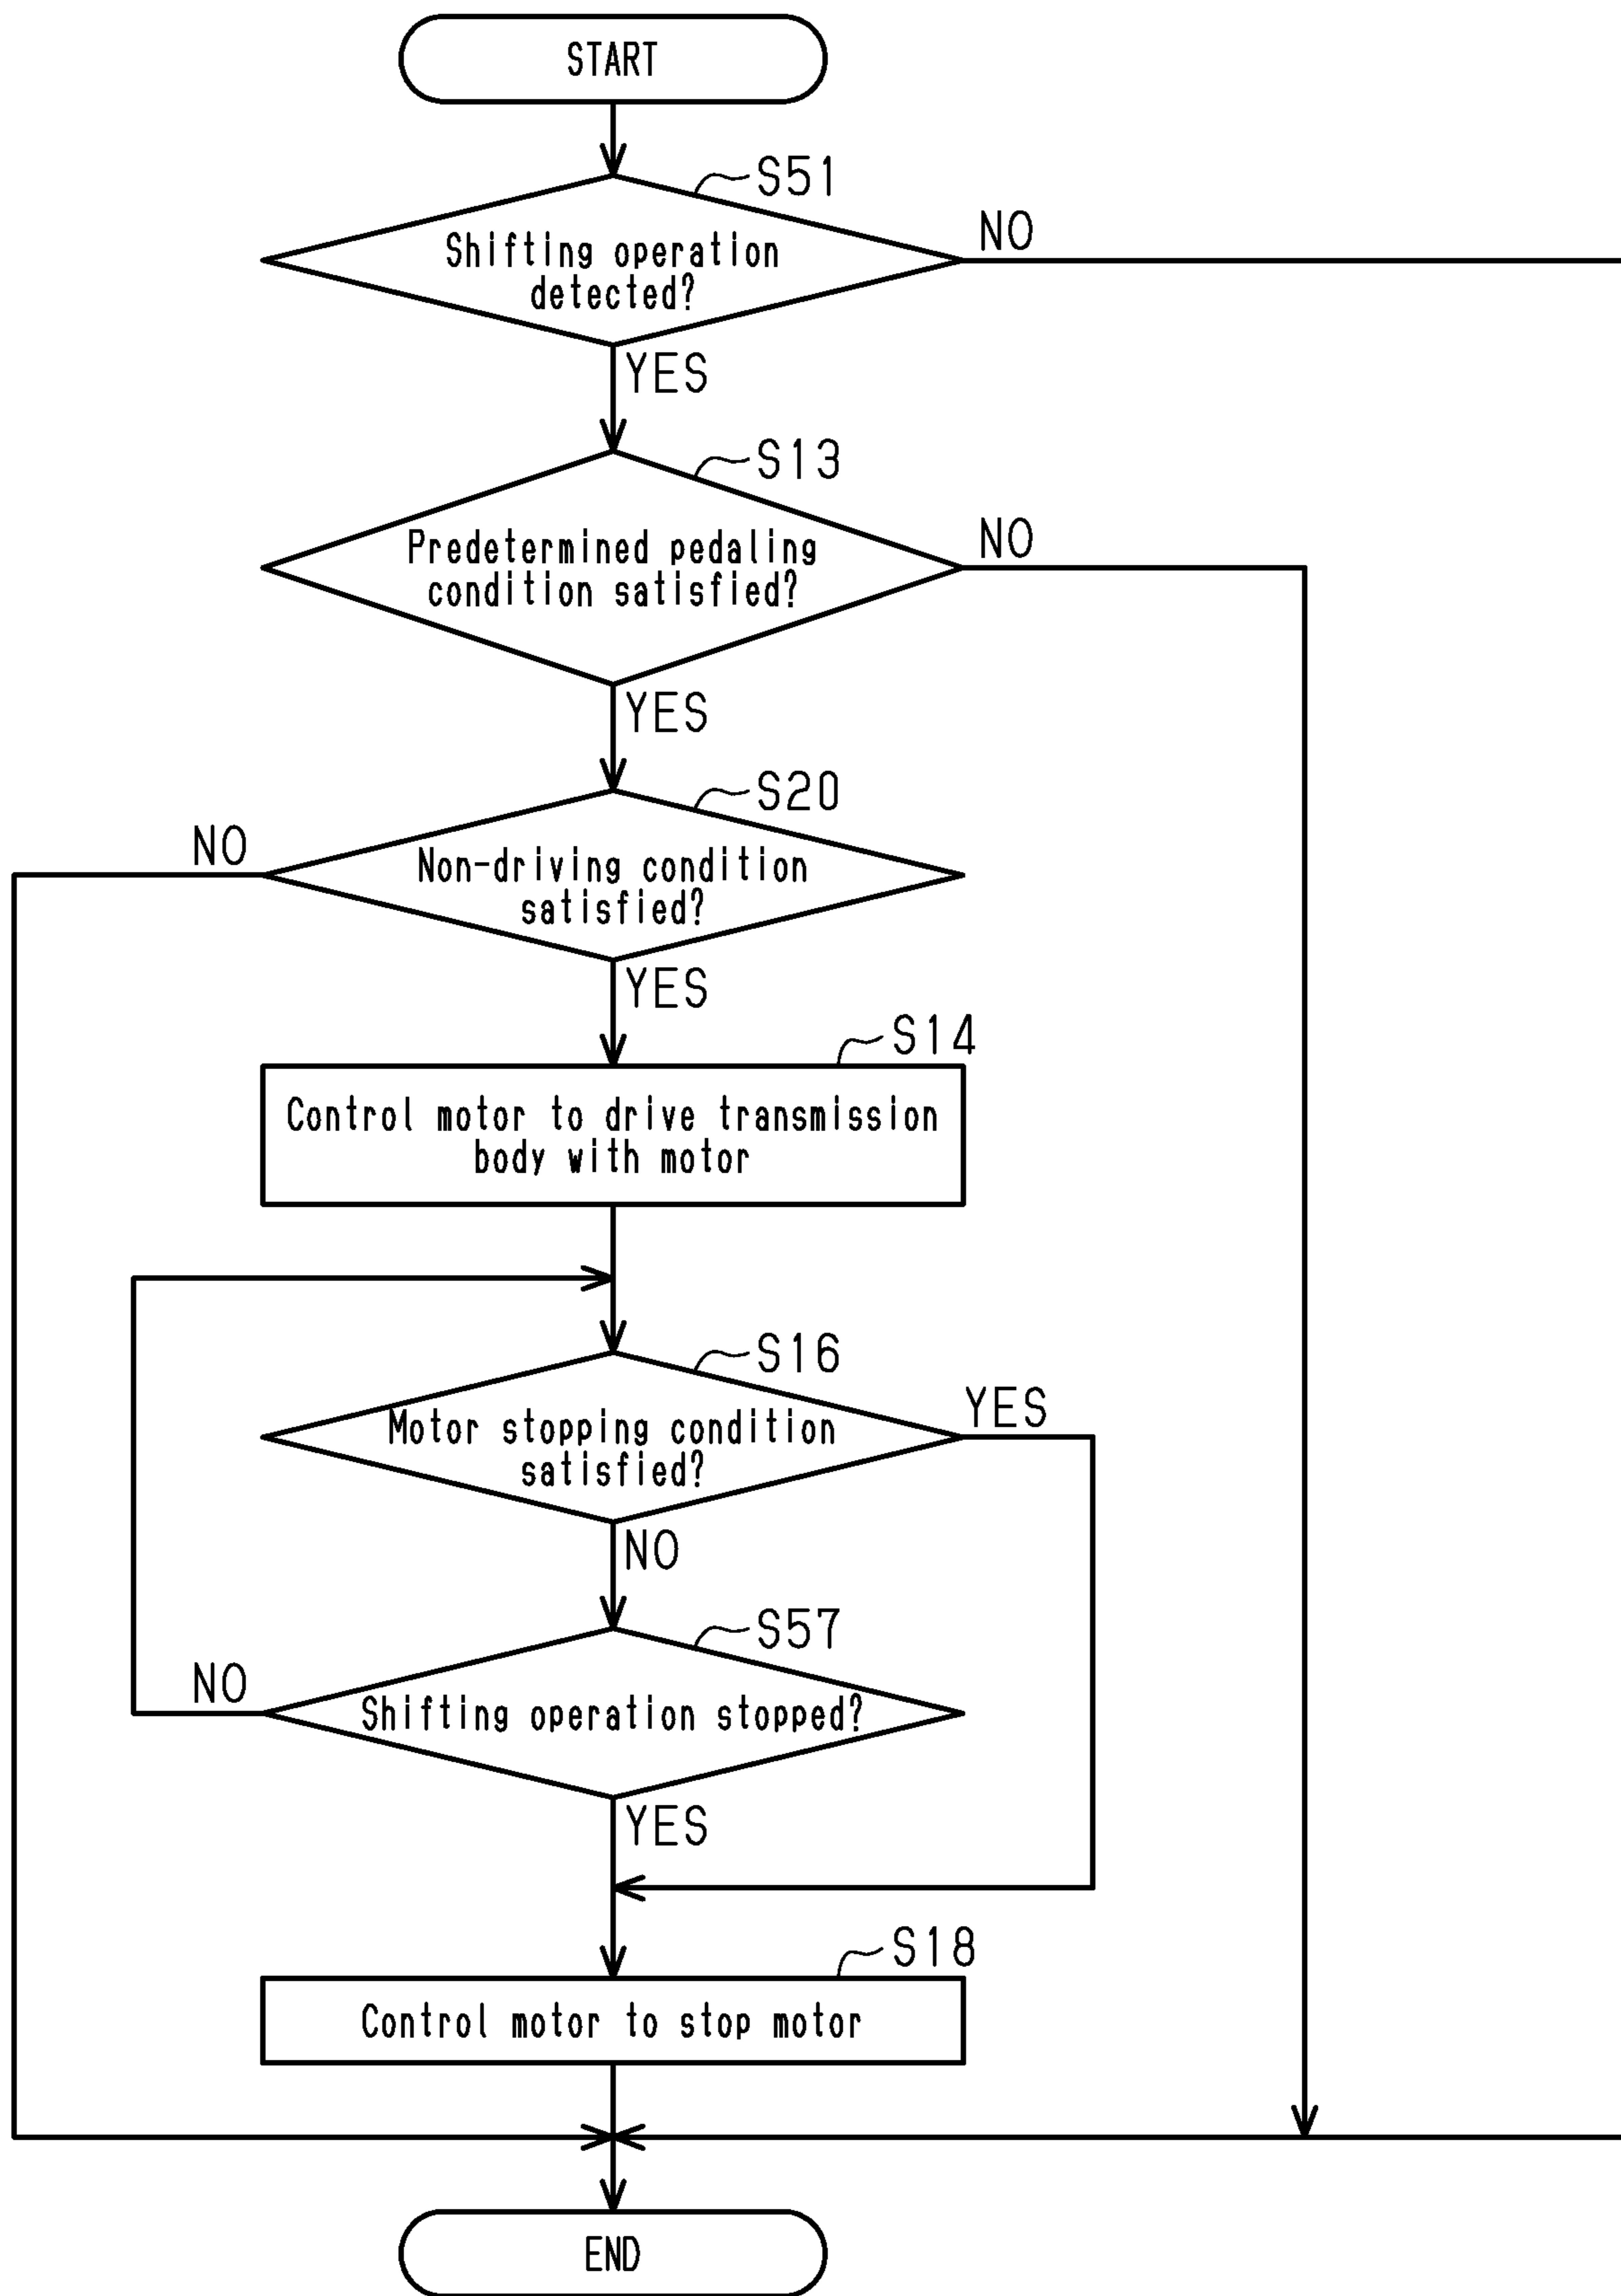 START
S51
Shifting operation
detected?
NO
YES
S13
Predetermined pedaling
condition satisfied?
NO
YES
S20
NO
Non-driving condition
satisfied?
YES
S14
Control motor to drive transmission
body with motor
S16
YES
Motor stopping condition
satisfied?
NO
S57
NO
Shifting operation stopped?
YES
S18
Control motor to stop motor
END